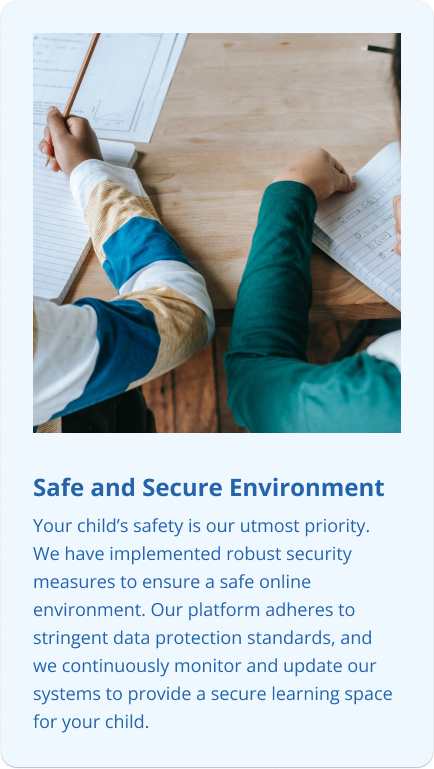 Safe and Secure Environment
Your child’s safety is our utmost priority.
We have implemented robust security
measures to ensure a safe online
environment. Our platform adheres to
stringent data protection standards, and
we continuously monitor and update our
systems to provide a secure learning space
for your child.